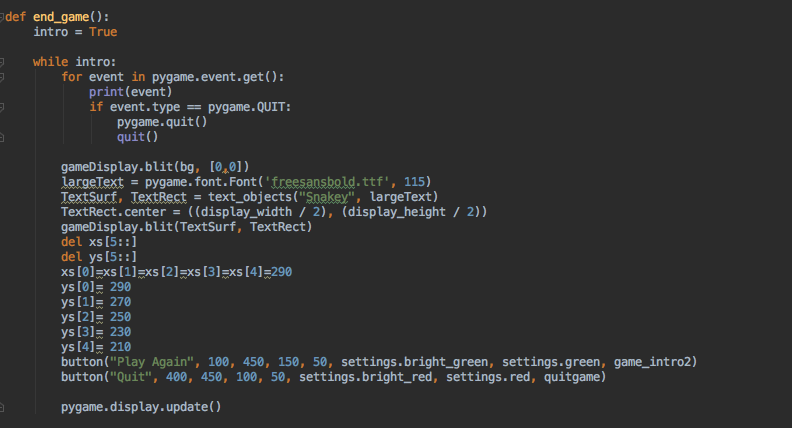 def end_game():
    intro = True

    while intro:
        for event in pygame.event.get():
            print(event)
            if event.type == pygame.QUIT:
                pygame.quit()
                quit()

        gameDisplay.blit(bg, [0,0])
        largeText = pygame.font.Font('freesansbold.ttf', 115)
        TextSurf, TextRect = text_objects("Snakey", largeText)
        TextRect.center = ((display_width / 2), (display_height / 2))
        gameDisplay.blit(TextSurf, TextRect)
        del xs[5::]
        del ys[5::]
        xs[0]=xs[1]=xs[2]=xs[3]=xs[4]=290
        ys[0]= 290
        ys[1]= 270
        ys[2]= 250
        ys[3]= 230
        ys[4]= 210
        button("Play Again", 100, 450, 150, 50, settings.bright_green, settings.green, game_intro2)
        button("Quit", 400, 450, 100, 50, settings.bright_red, settings.red, quitgame)

        pygame.display.update()